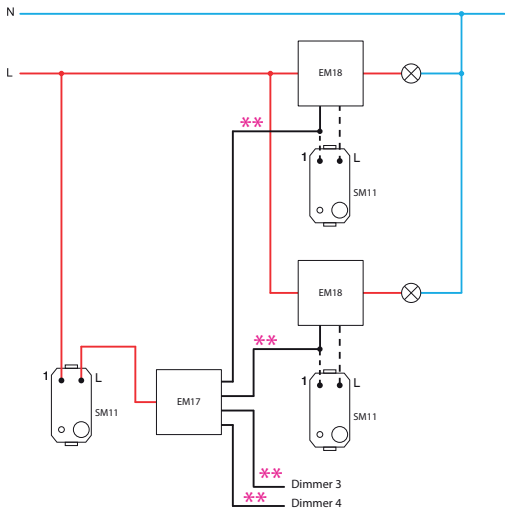 N
EM18
L
**
1 L
SM11
EM18
**
1 L
SM11
1 L
SM11
EM17
**
Dimmer 3
**
Dimmer 4